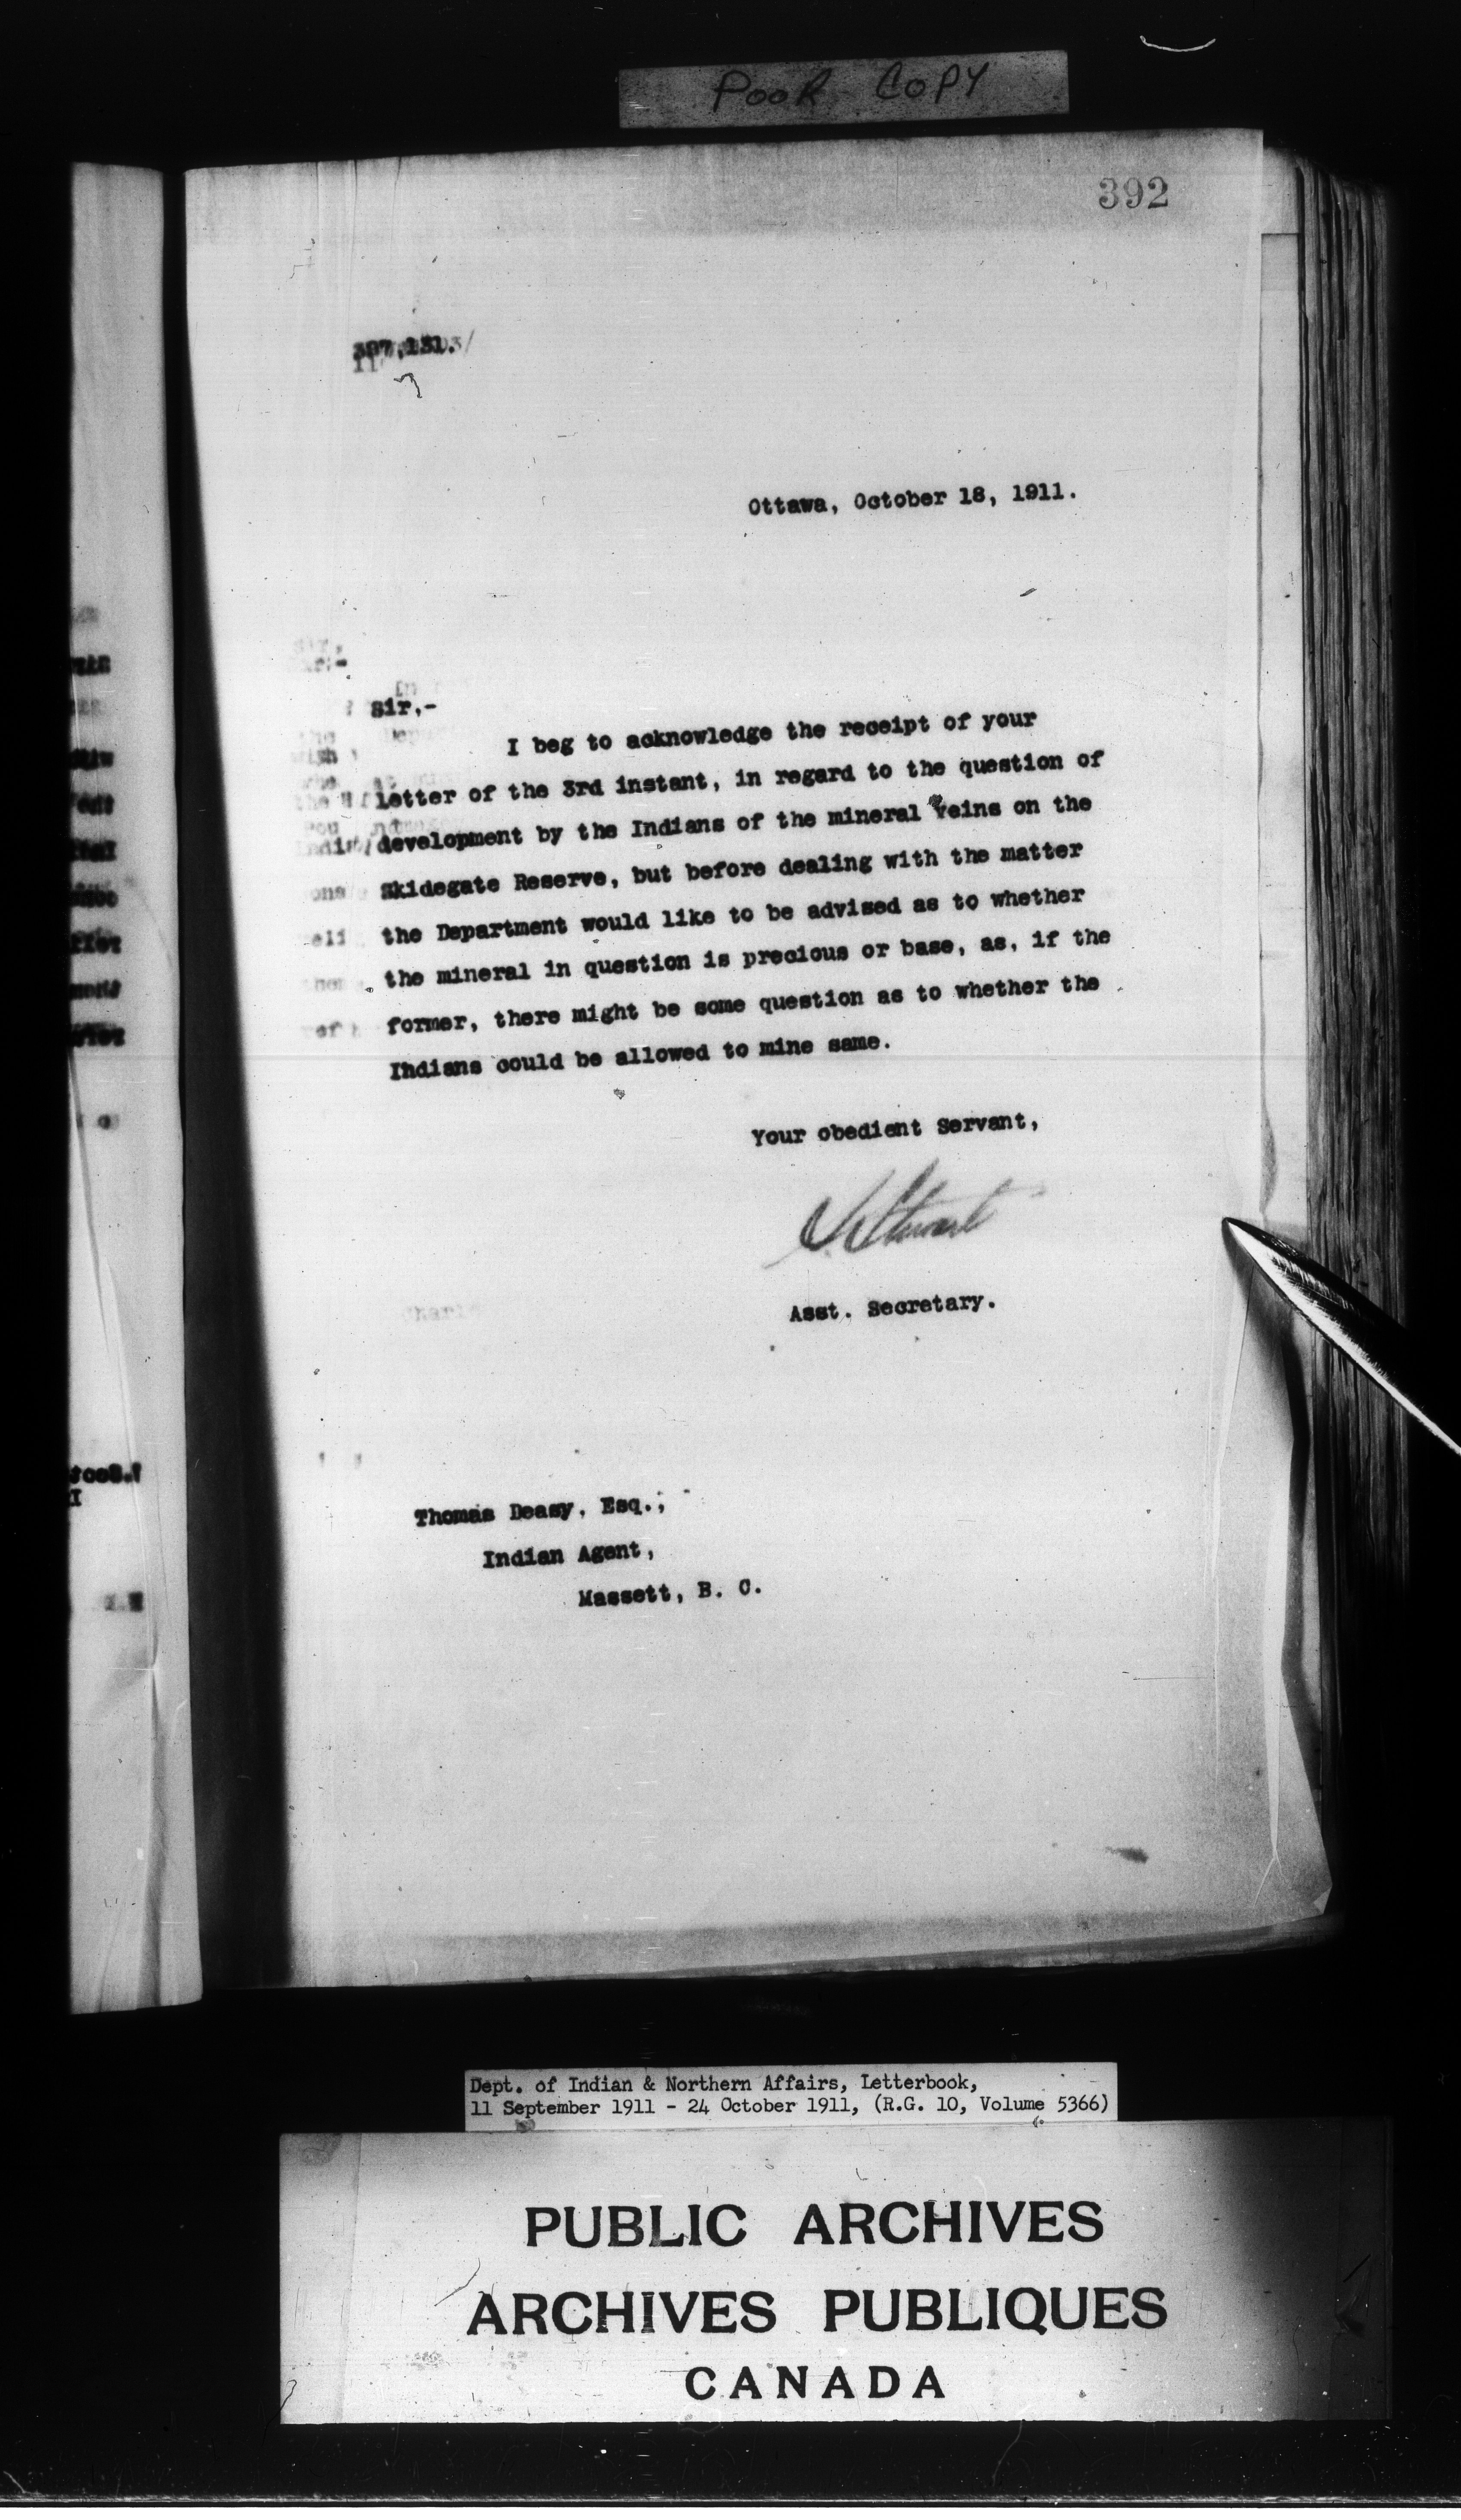 POOR COPY
392
Ottawa, October 18, 1911.
Sir,-
I beg to acknowledge the receipt of your
letter of the 3rd instant, in regard to the question of
development by the Indians of the mineral veins on the
Skidegate Reserve, but before dealing with the matter
the Department would like to be advised as to whether
the mineral in question is precious or base, as, if the
former, there might be some question as to whether the
Indians could be allowed to mine same.
Your obedient Servant,
Stewart
Asst. Secretary.
Thomas Deasy, Esq.,
Indian Agent,
Massett, B. C.
Dept. of Indian & Northern Affairs, Letterbook,
11 September 1911 - 24 October 1911, (R.G. 10, Volume 5366)
PUBLIC ARCHIVES
ARCHIVES PUBLIQUES
CANADA